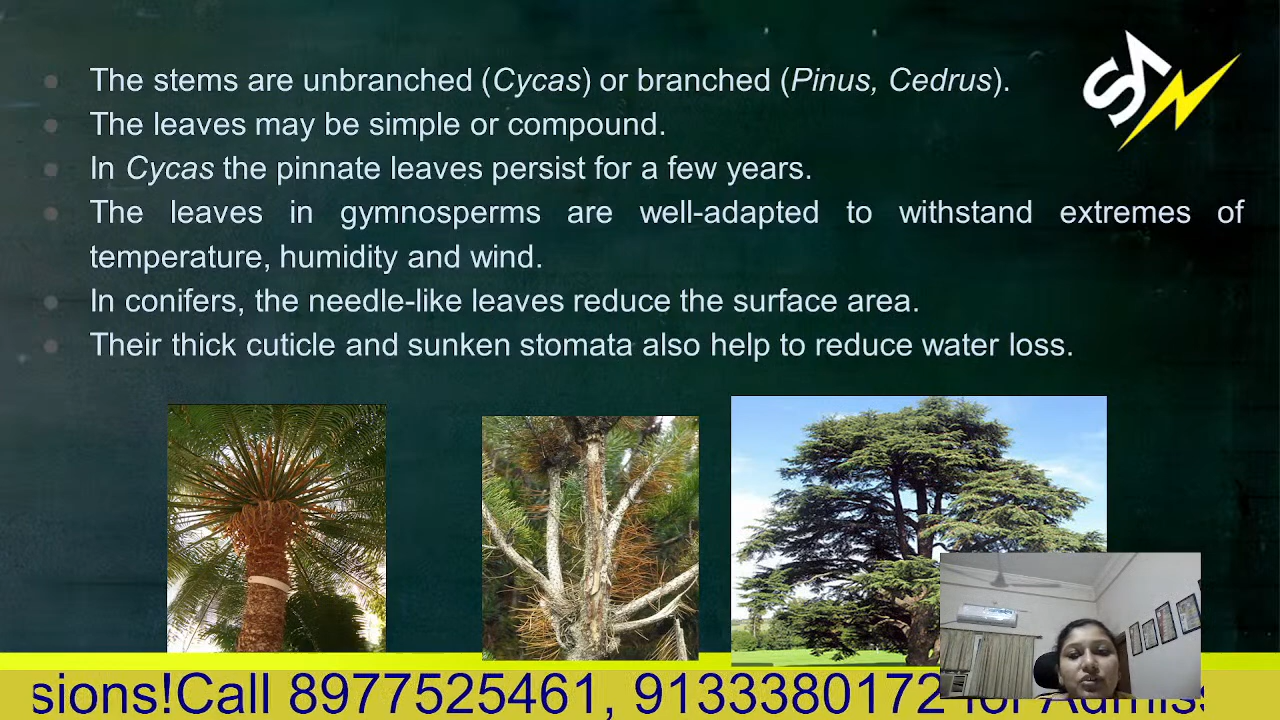 The stems are unbranched (Cycas) or branched (Pinus, Cedrus).
The leaves may be simple or compound.
In Cycas the pinnate leaves persist for a few years.
The leaves in gymnosperms are well-adapted to withstand extremes of
temperature, humidity and wind.
In conifers, the needle-like leaves reduce the surface area.
Their thick cuticle and sunken stomata also help to reduce water loss.
sions!Call 8977525461, 9133380172 for Admiss